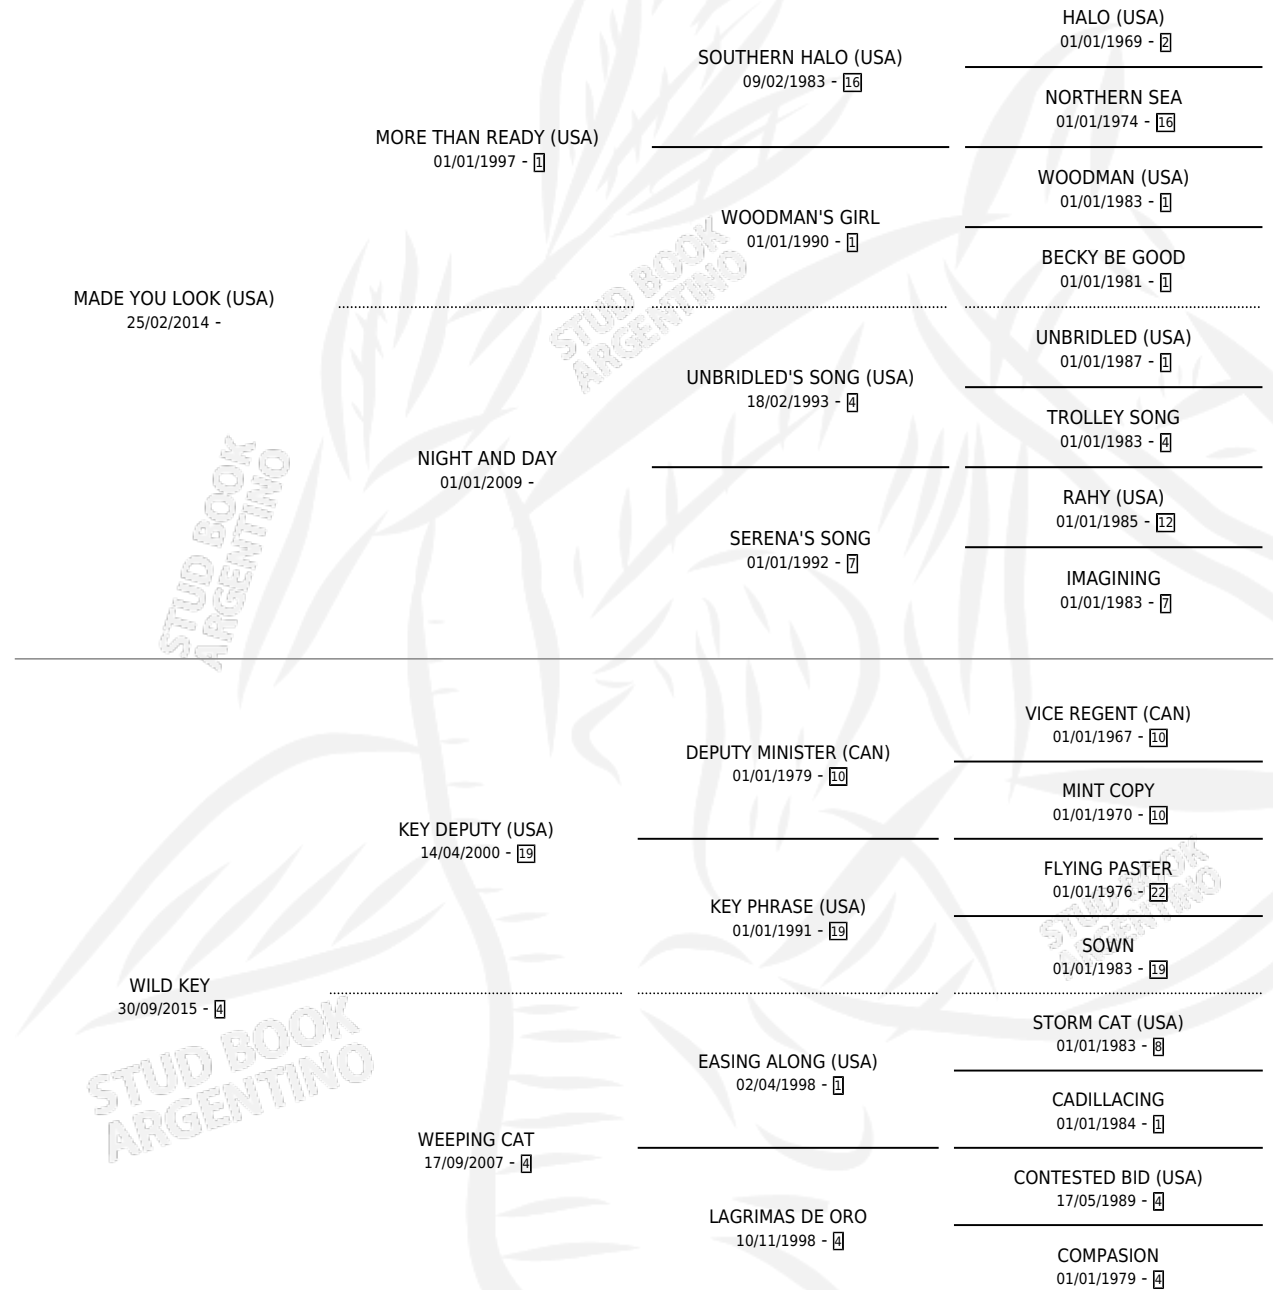 HALO (USA)
01/01/1969 - 2
SOUTHERN HALO (USA)
09/02/1983 - 16
NORTHERN SEA
01/01/1974 - 16
MORE THAN READY (USA)
01/01/1997 - 1
WOODMAN (USA)
01/01/1983 - 1
WOODMAN'S GIRL
01/01/1990 - 1
BECKY BE GOOD
01/01/1981 - 1
MADE YOU LOOK (USA)
25/02/2014 -
UNBRIDLED (USA)
01/01/1987 - 1
UNBRIDLED'S SONG (USA)
18/02/1993 - 4
TROLLEY SONG
01/01/1983 - 4
NIGHT AND DAY
01/01/2009 -
RAHY (USA)
01/01/1985 - 12
SERENA'S SONG
01/01/1992 - 7
IMAGINING
01/01/1983 - 7
STUD BOOK
ARGENTINO
STUD BOOK
ARGENTINO
VICE REGENT (CAN)
01/01/1967 - 10
DEPUTY MINISTER (CAN)
01/01/1979 - 10
MINT COPY
01/01/1970 - 10
KEY DEPUTY (USA)
14/04/2000 - 19
FLYING PASTER
01/01/1976 - 22
KEY PHRASE (USA)
01/01/1991 - 19
SOWN
01/01/1983 - 19
STUD BOOK
ARGENTINO
WILD KEY
30/09/2015 - 4
STORM CAT (USA)
01/01/1983 - 8
EASING ALONG (USA)
02/04/1998 - 1
CADILLACING
01/01/1984 - 1
STUD BOOK
ARGENTINO
WEEPING CAT
17/09/2007 - 4
CONTESTED BID (USA)
17/05/1989 - 4
LAGRIMAS DE ORO
10/11/1998 - 4
COMPASION
01/01/1979 - 4